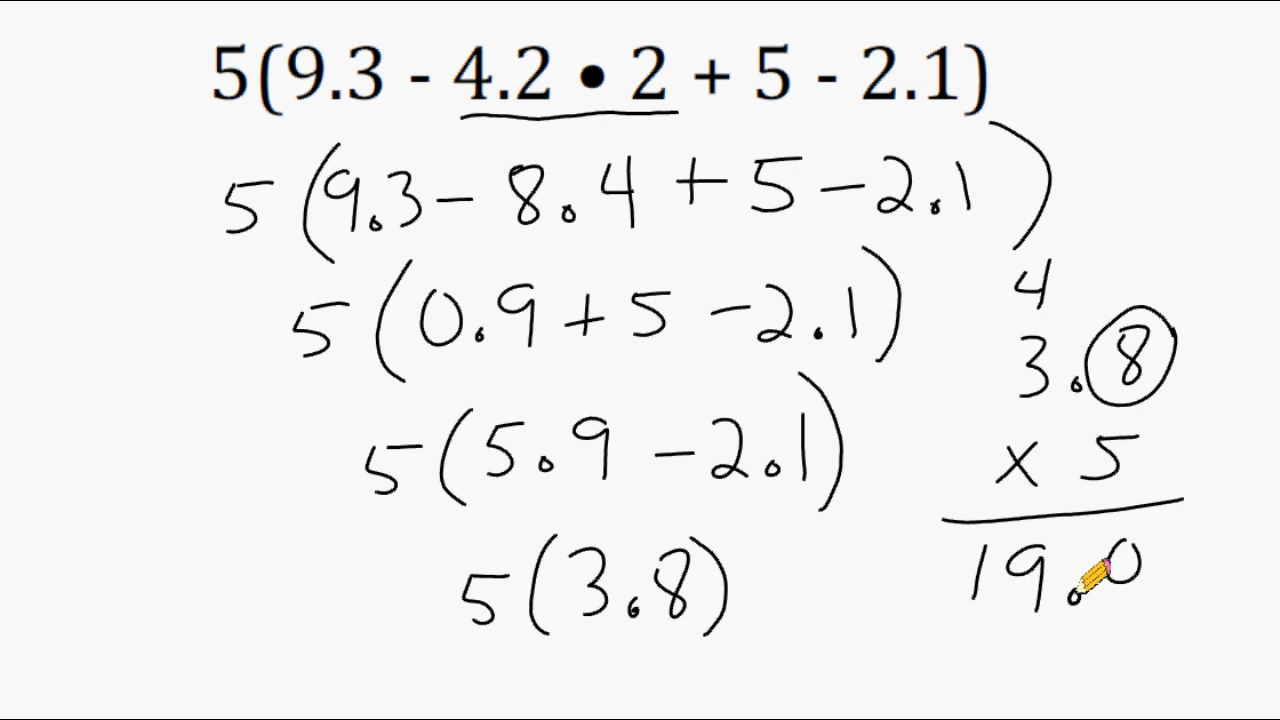 5(9.3 - 4.2 • 2 + 5 - 2.1)
5(9.3 - 8.4 + 5 - 2.1)
5(0.9 + 5 - 2.1)
5(5.9 - 2.1)
5(3.8)
4
3.8
x 5
19.0